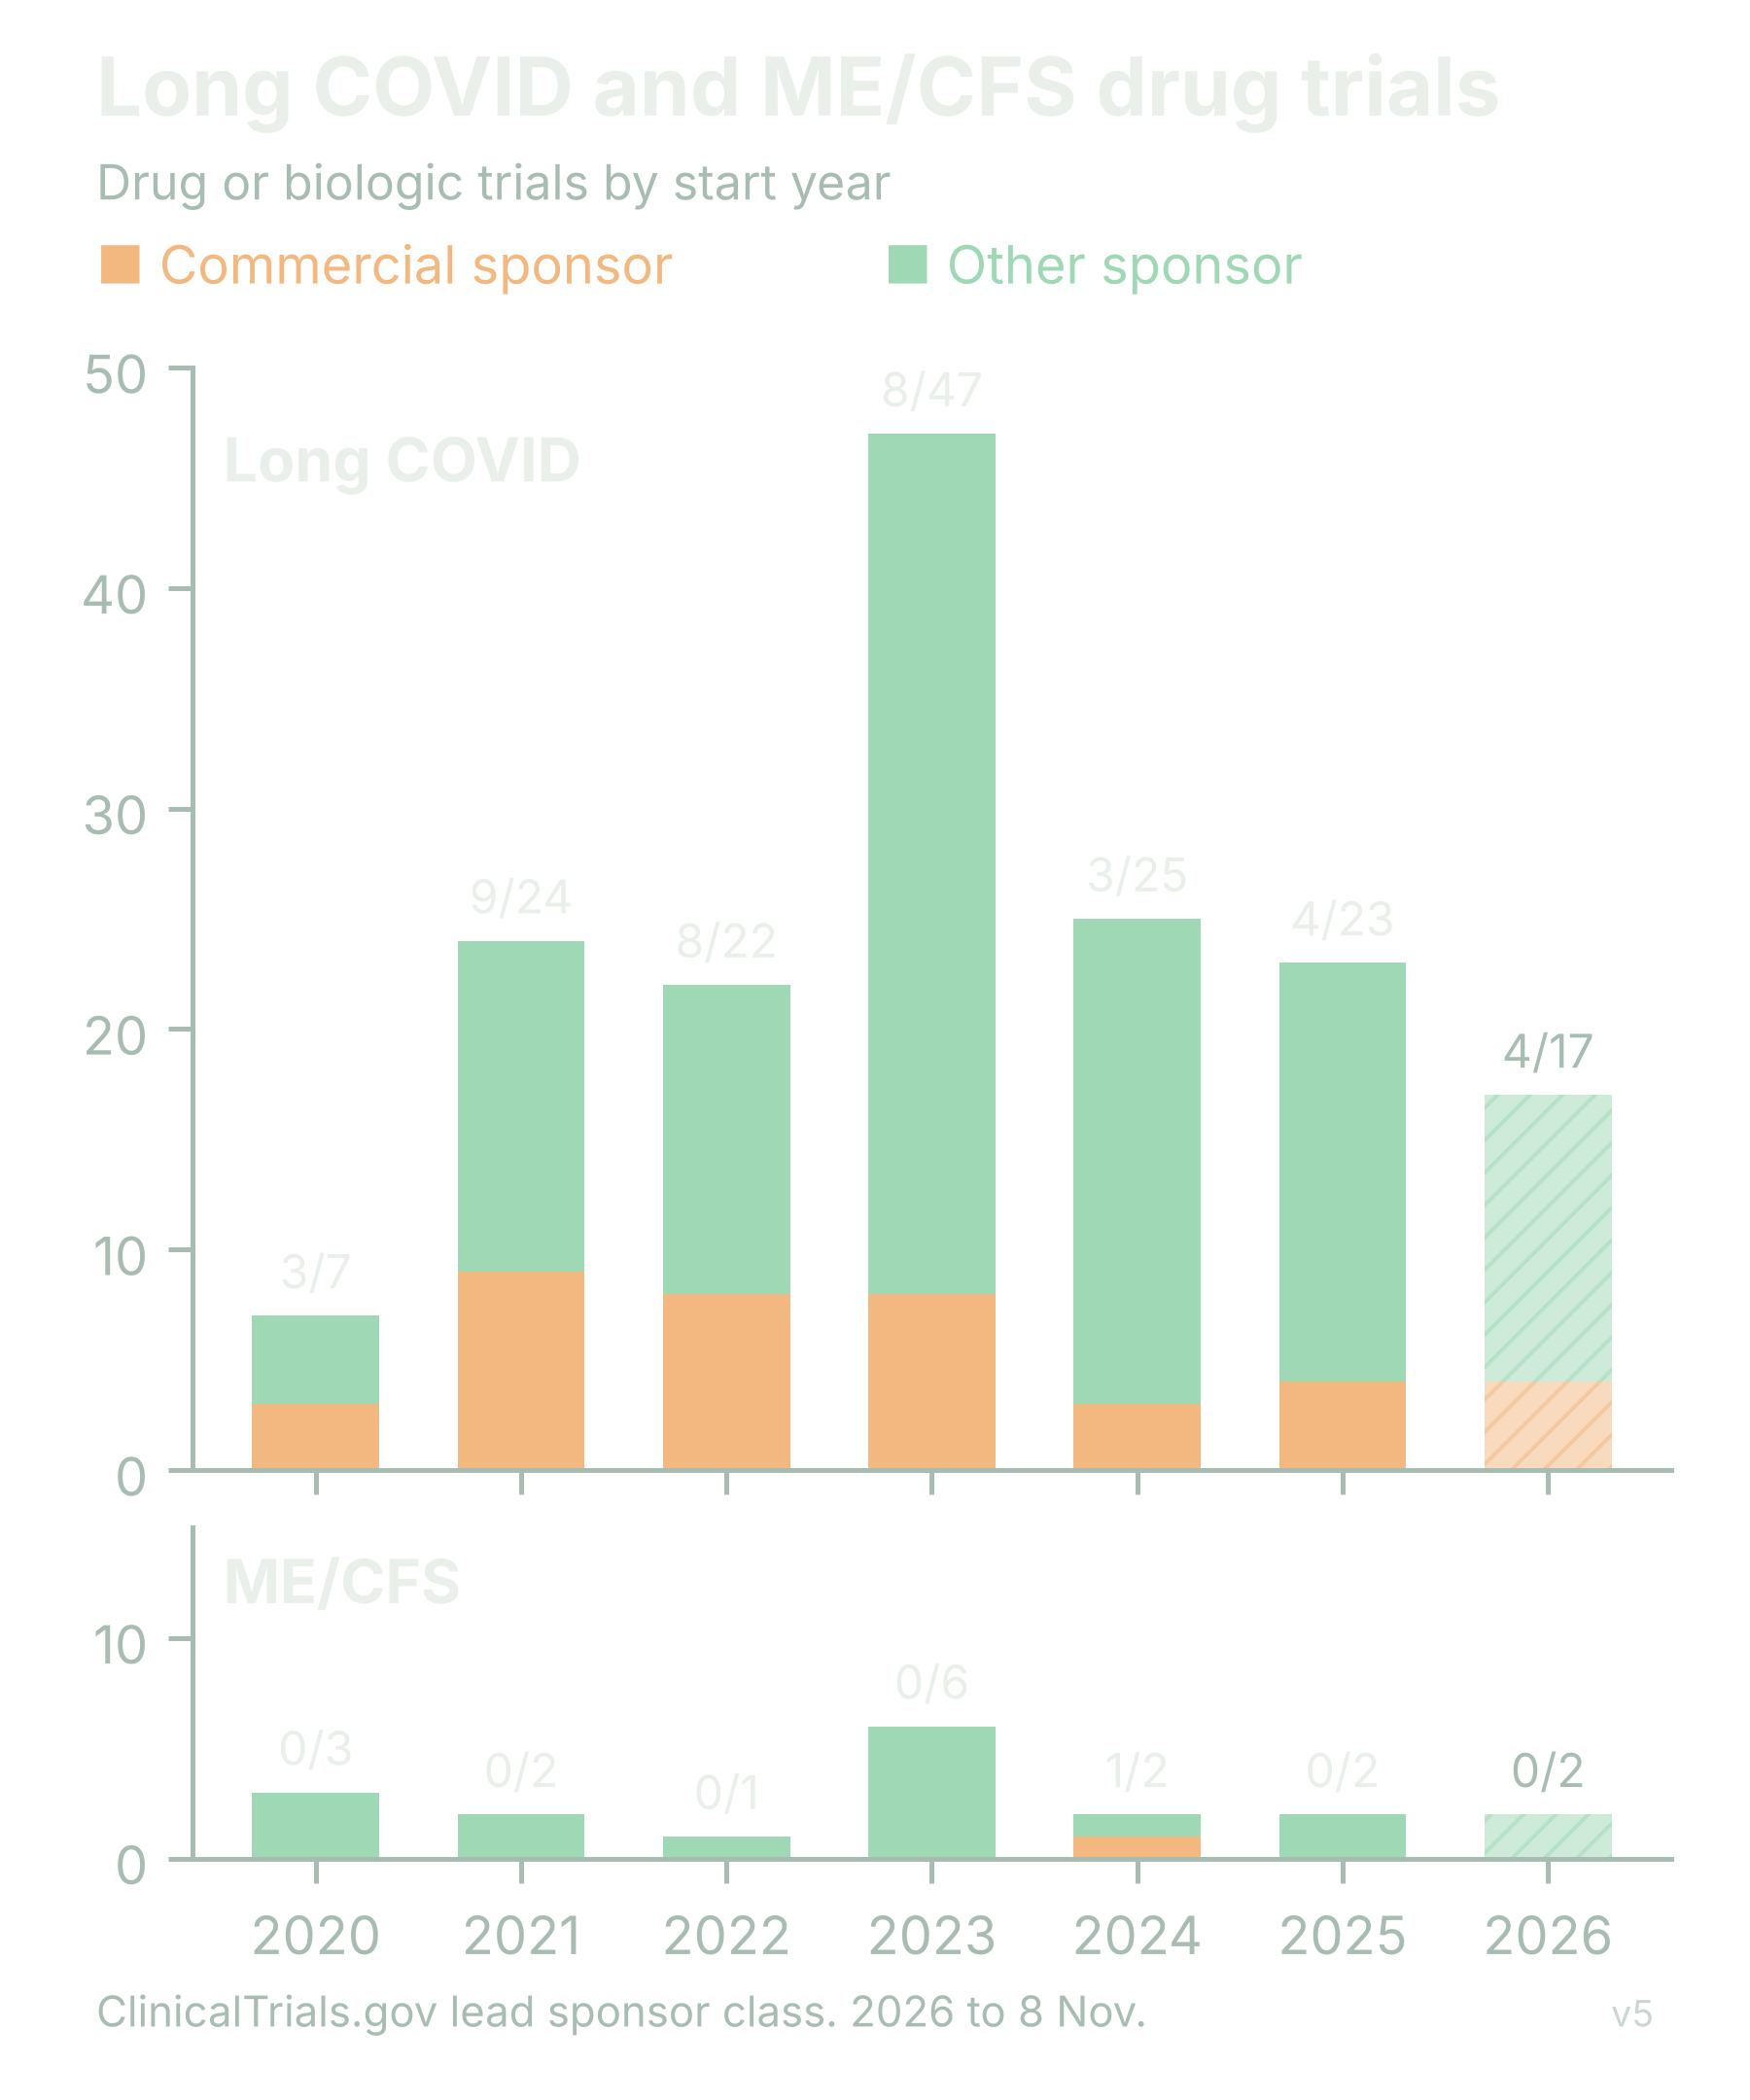 Long COVID and ME/CFS drug trials
Drug or biologic trials by start year
Commercial sponsor Other sponsor
50
8/47
Long COVID
40
30
3/25
9/24
4/23
8/22
20
4/17
10
3/7
0
ME/CFS
10
0/6
0/3
0/2
1/2
0/2
0/2
0/1
0
2020 2021 2022 2023 2024 2025 2026
ClinicalTrials.gov lead sponsor class. 2026 to 8 Nov.
v5